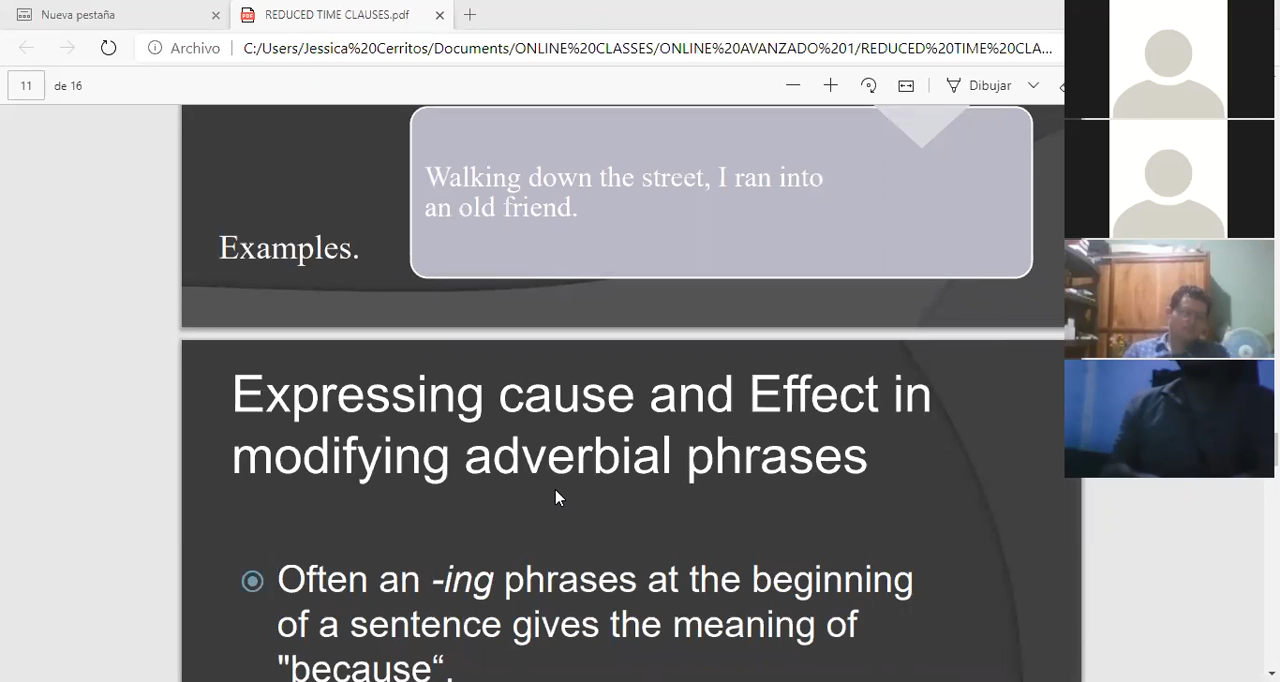 Nueva pestaña
REDUCED TIME CLAUSES.pdf
Archivo
C:/Users/Jessica%20Cerritos/Documents/ONLINE%20CLASSES/ONLINE%20AVANZADO%201/REDUCED%20TIME%20CLA...
11 de 16
Dibujar
Walking down the street, I ran into
an old friend.
Examples.
Expressing cause and Effect in
modifying adverbial phrases
Often an -ing phrases at the beginning
of a sentence gives the meaning of
"because“.